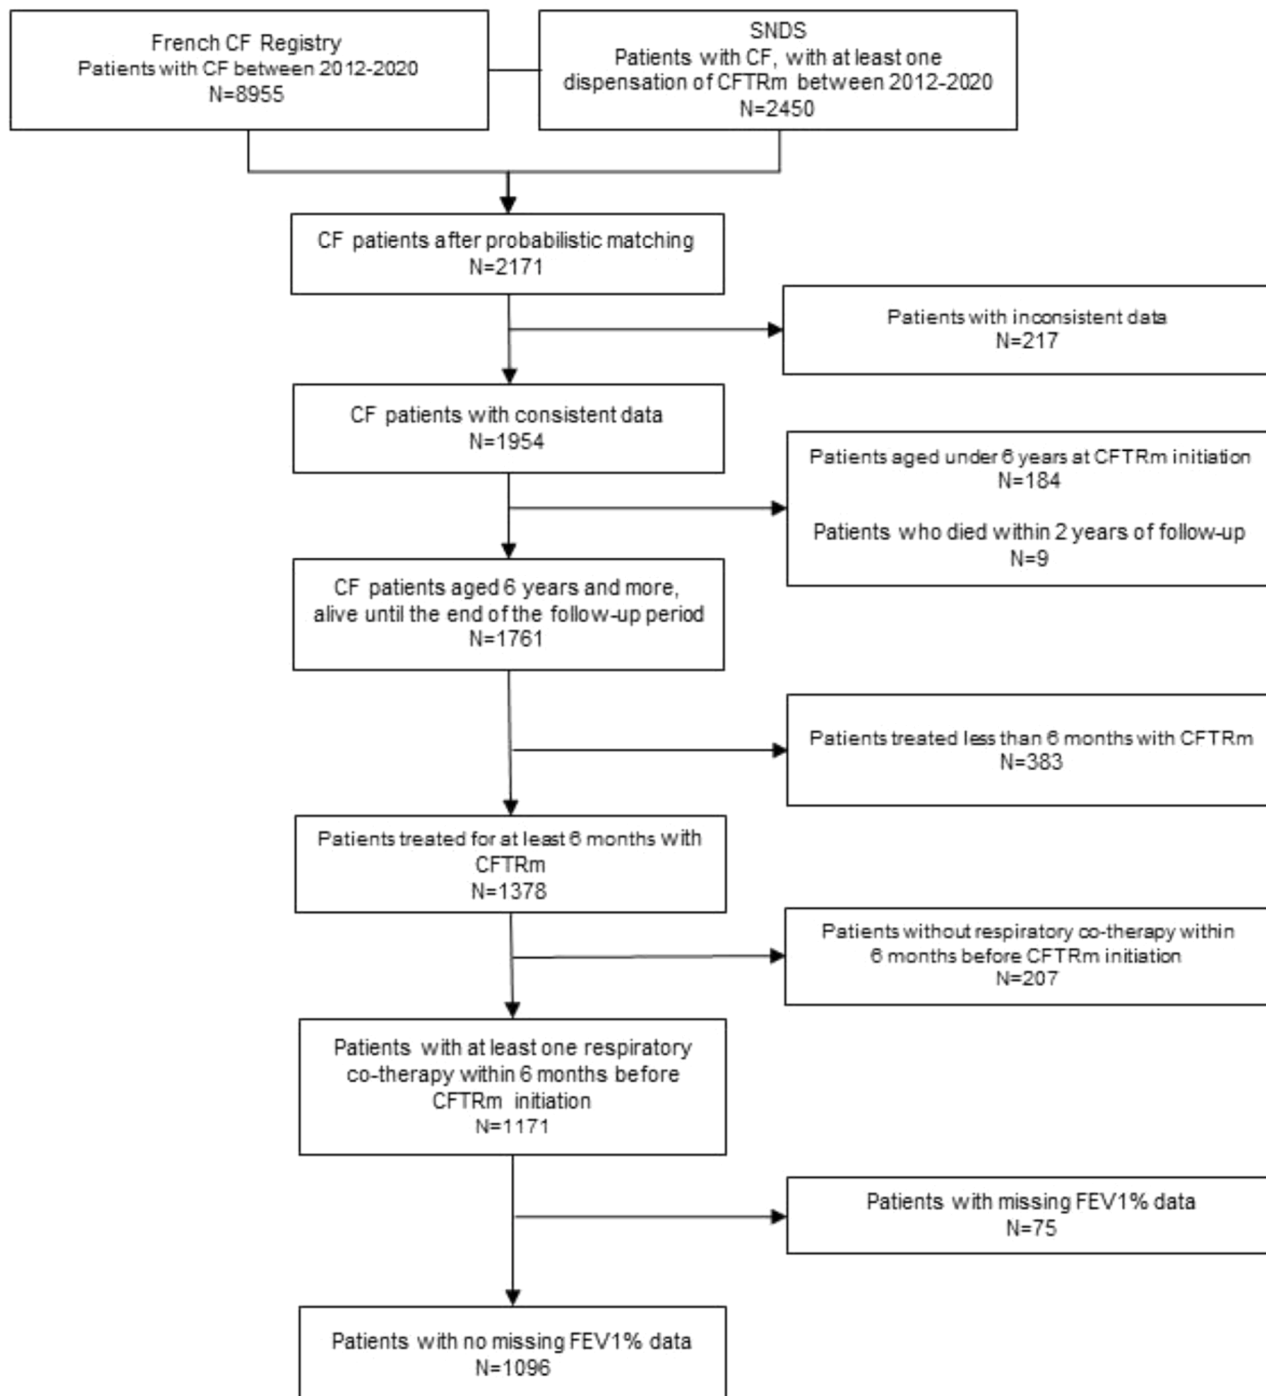 French CF Registry
Patients with CF between 2012-2020
N=8955
SNDS
Patients with CF, with at least one
dispensation of CFTRm between 2012-2020
N=2450
CF patients after probabilistic matching
N=2171
Patients with inconsistent data
N=217
CF patients with consistent data
N=1954
Patients aged under 6 years at CFTRm initiation
N=184
Patients who died within 2 years of follow-up
N=9
CF patients aged 6 years and more,
alive until the end of the follow-up period
N=1761
Patients treated less than 6 months with CFTRm
N=383
Patients treated for at least 6 months with
CFTRm
N=1378
Patients without respiratory co-therapy within
6 months before CFTRm initiation
N=207
Patients with at least one respiratory
co-therapy within 6 months before
CFTRm initiation
N=1171
Patients with missing FEV1% data
N=75
Patients with no missing FEV1% data
N=1096